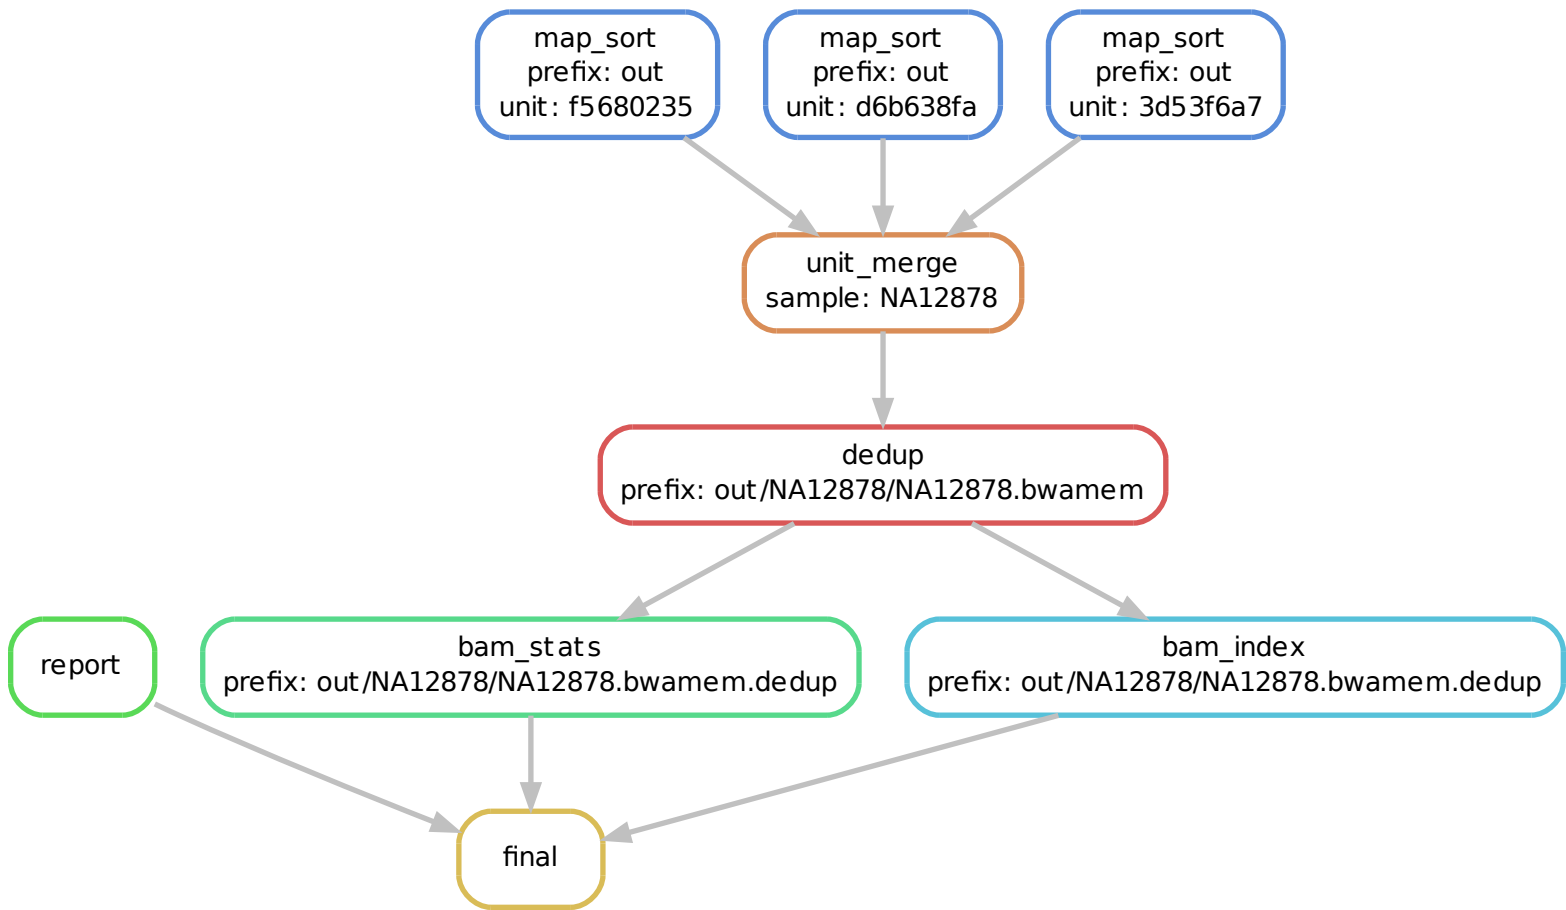 map_sort
prefix: out
unit: f5680235
map_sort
prefix: out
unit: d6b638fa
map_sort
prefix: out
unit: 3d53f6a7
unit_merge
sample: NA12878
dedup
prefix: out/NA12878/NA12878.bwamem
report
bam_stats
prefix: out/NA12878/NA12878.bwamem.dedup
bam_index
prefix: out/NA12878/NA12878.bwamem.dedup
final